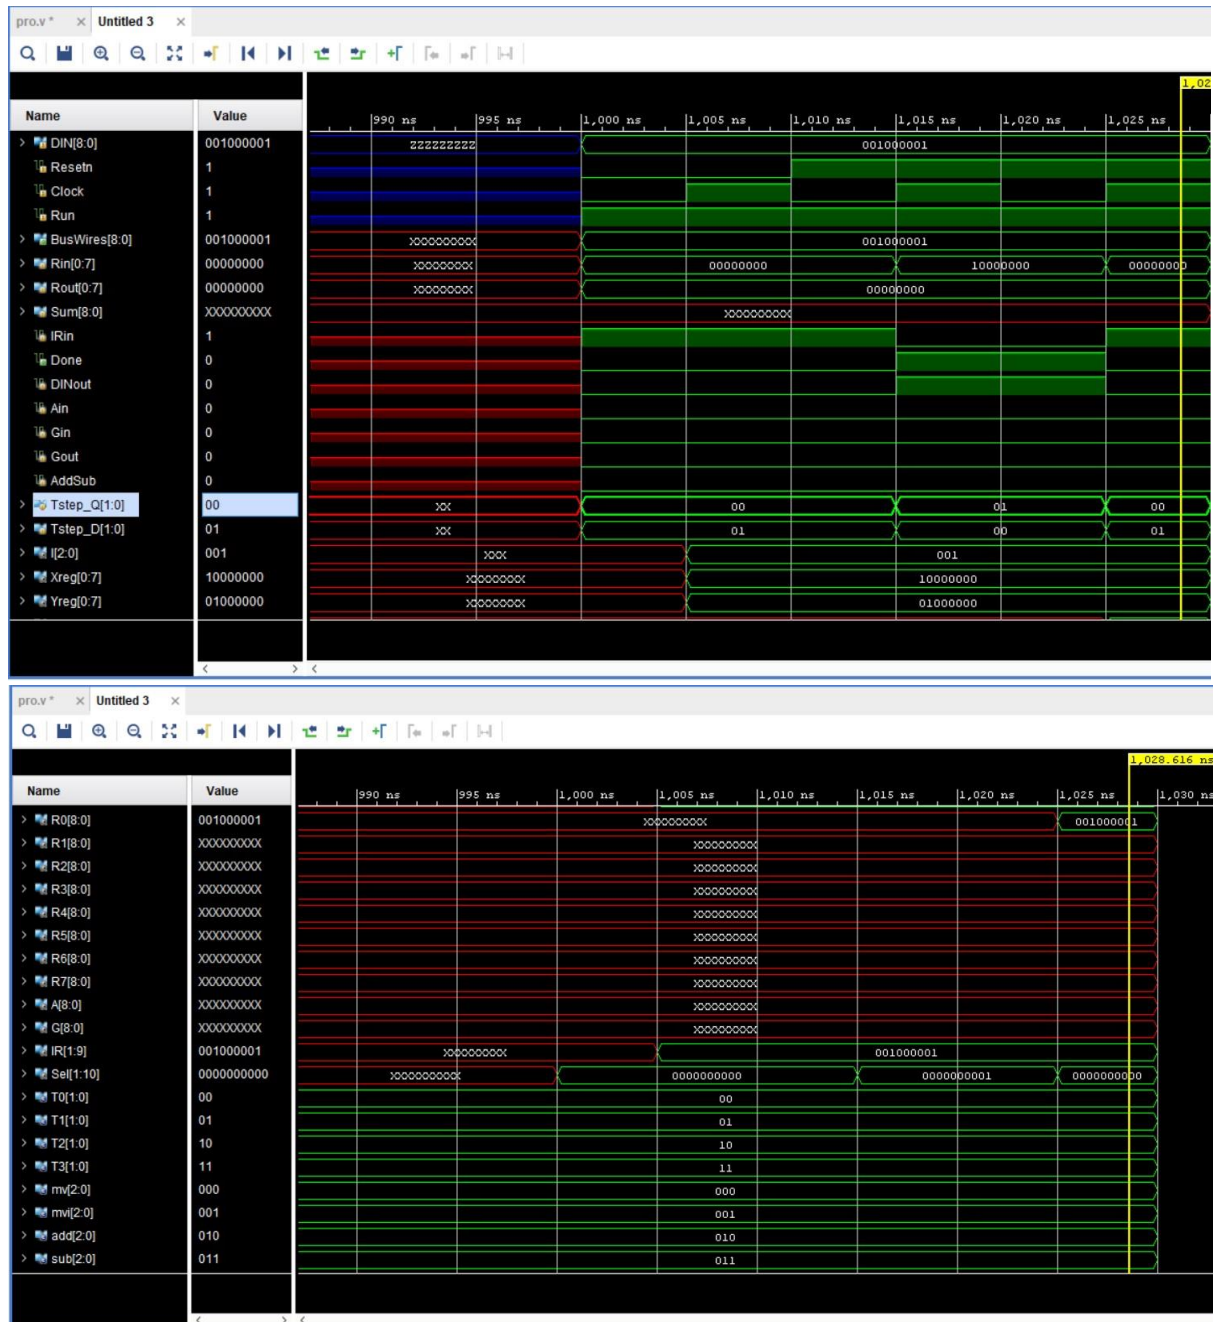 pro.v * × Untitled 3 ×
1,02
Name Value 990 ns 995 ns 1,000 ns 1,005 ns 1,010 ns 1,015 ns 1,020 ns 1,025 ns
DIN[8:0] 001000001 ZZZZZZZZZ 001000001
Resetn 1
Clock 1
Run 1
BusWires[8:0] 001000001 XXXXXXXXX 001000001
Rin[0:7] 00000000 XXXXXXXX 00000000 10000000 00000000
Rout[0:7] 00000000 XXXXXXXX 00000000
Sum[8:0] XXXXXXXXX XXXXXXXXX
IRin 1
Done 0
DINout 0
Ain 0
Gin 0
Gout 0
AddSub 0
Tstep_Q[1:0] 00 XX 00 01 00
Tstep_D[1:0] 01 XX 01 00 01
I[2:0] 001 XXX 001
Xreg[0:7] 10000000 XXXXXXXX 10000000
Yreg[0:7] 01000000 XXXXXXXX 01000000
pro.v * × Untitled 3 ×
1,028.616 ns
Name Value 990 ns 995 ns 1,000 ns 1,005 ns 1,010 ns 1,015 ns 1,020 ns 1,025 ns 1,030 ns
R0[8:0] 001000001 XXXXXXXXX 001000001
R1[8:0] XXXXXXXXX XXXXXXXXX
R2[8:0] XXXXXXXXX XXXXXXXXX
R3[8:0] XXXXXXXXX XXXXXXXXX
R4[8:0] XXXXXXXXX XXXXXXXXX
R5[8:0] XXXXXXXXX XXXXXXXXX
R6[8:0] XXXXXXXXX XXXXXXXXX
R7[8:0] XXXXXXXXX XXXXXXXXX
A[8:0] XXXXXXXXX XXXXXXXXX
G[8:0] XXXXXXXXX XXXXXXXXX
IR[1:9] 001000001 XXXXXXXXX 001000001
Sel[1:10] 0000000000 XXXXXXXXXX 0000000000 0000000001 0000000000
T0[1:0] 00 00
T1[1:0] 01 01
T2[1:0] 10 10
T3[1:0] 11 11
mv[2:0] 000 000
mvi[2:0] 001 001
add[2:0] 010 010
sub[2:0] 011 011